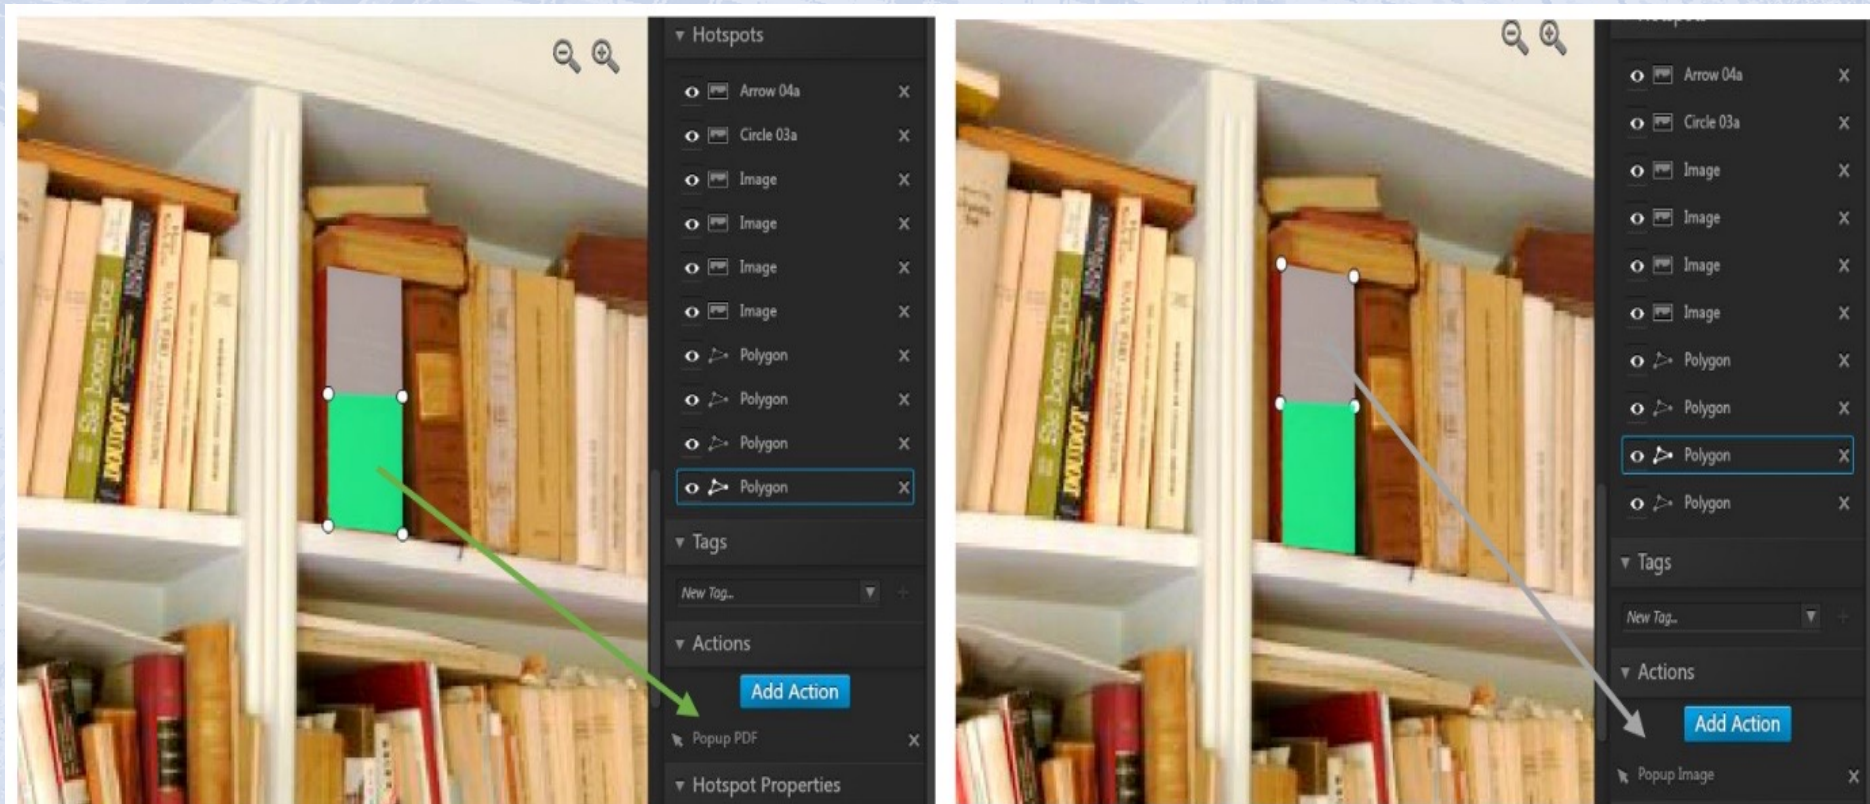 Hotspots
Arrow 04a X
Circle 03a X
Image X
Image X
Image X
Image X
Polygon X
Polygon X
Polygon X
Polygon X
Tags
New Tag...
Actions
Add Action
Popup PDF X
Hotspot Properties
TOUDOT
Hotspots
Arrow 04a X
Circle 03a X
Image X
Image X
Image X
Image X
Polygon X
Polygon X
Polygon X
Polygon X
Tags
New Tag...
Actions
Add Action
Popup Image X